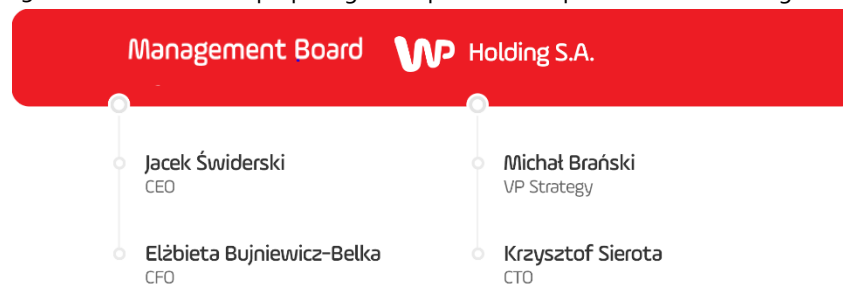 Management Board WP Holding S.A.
Jacek Świderski
CEO
Elżbieta Bujniewicz-Belka
CFO
Michał Brański
VP Strategy
Krzysztof Sierota
CTO